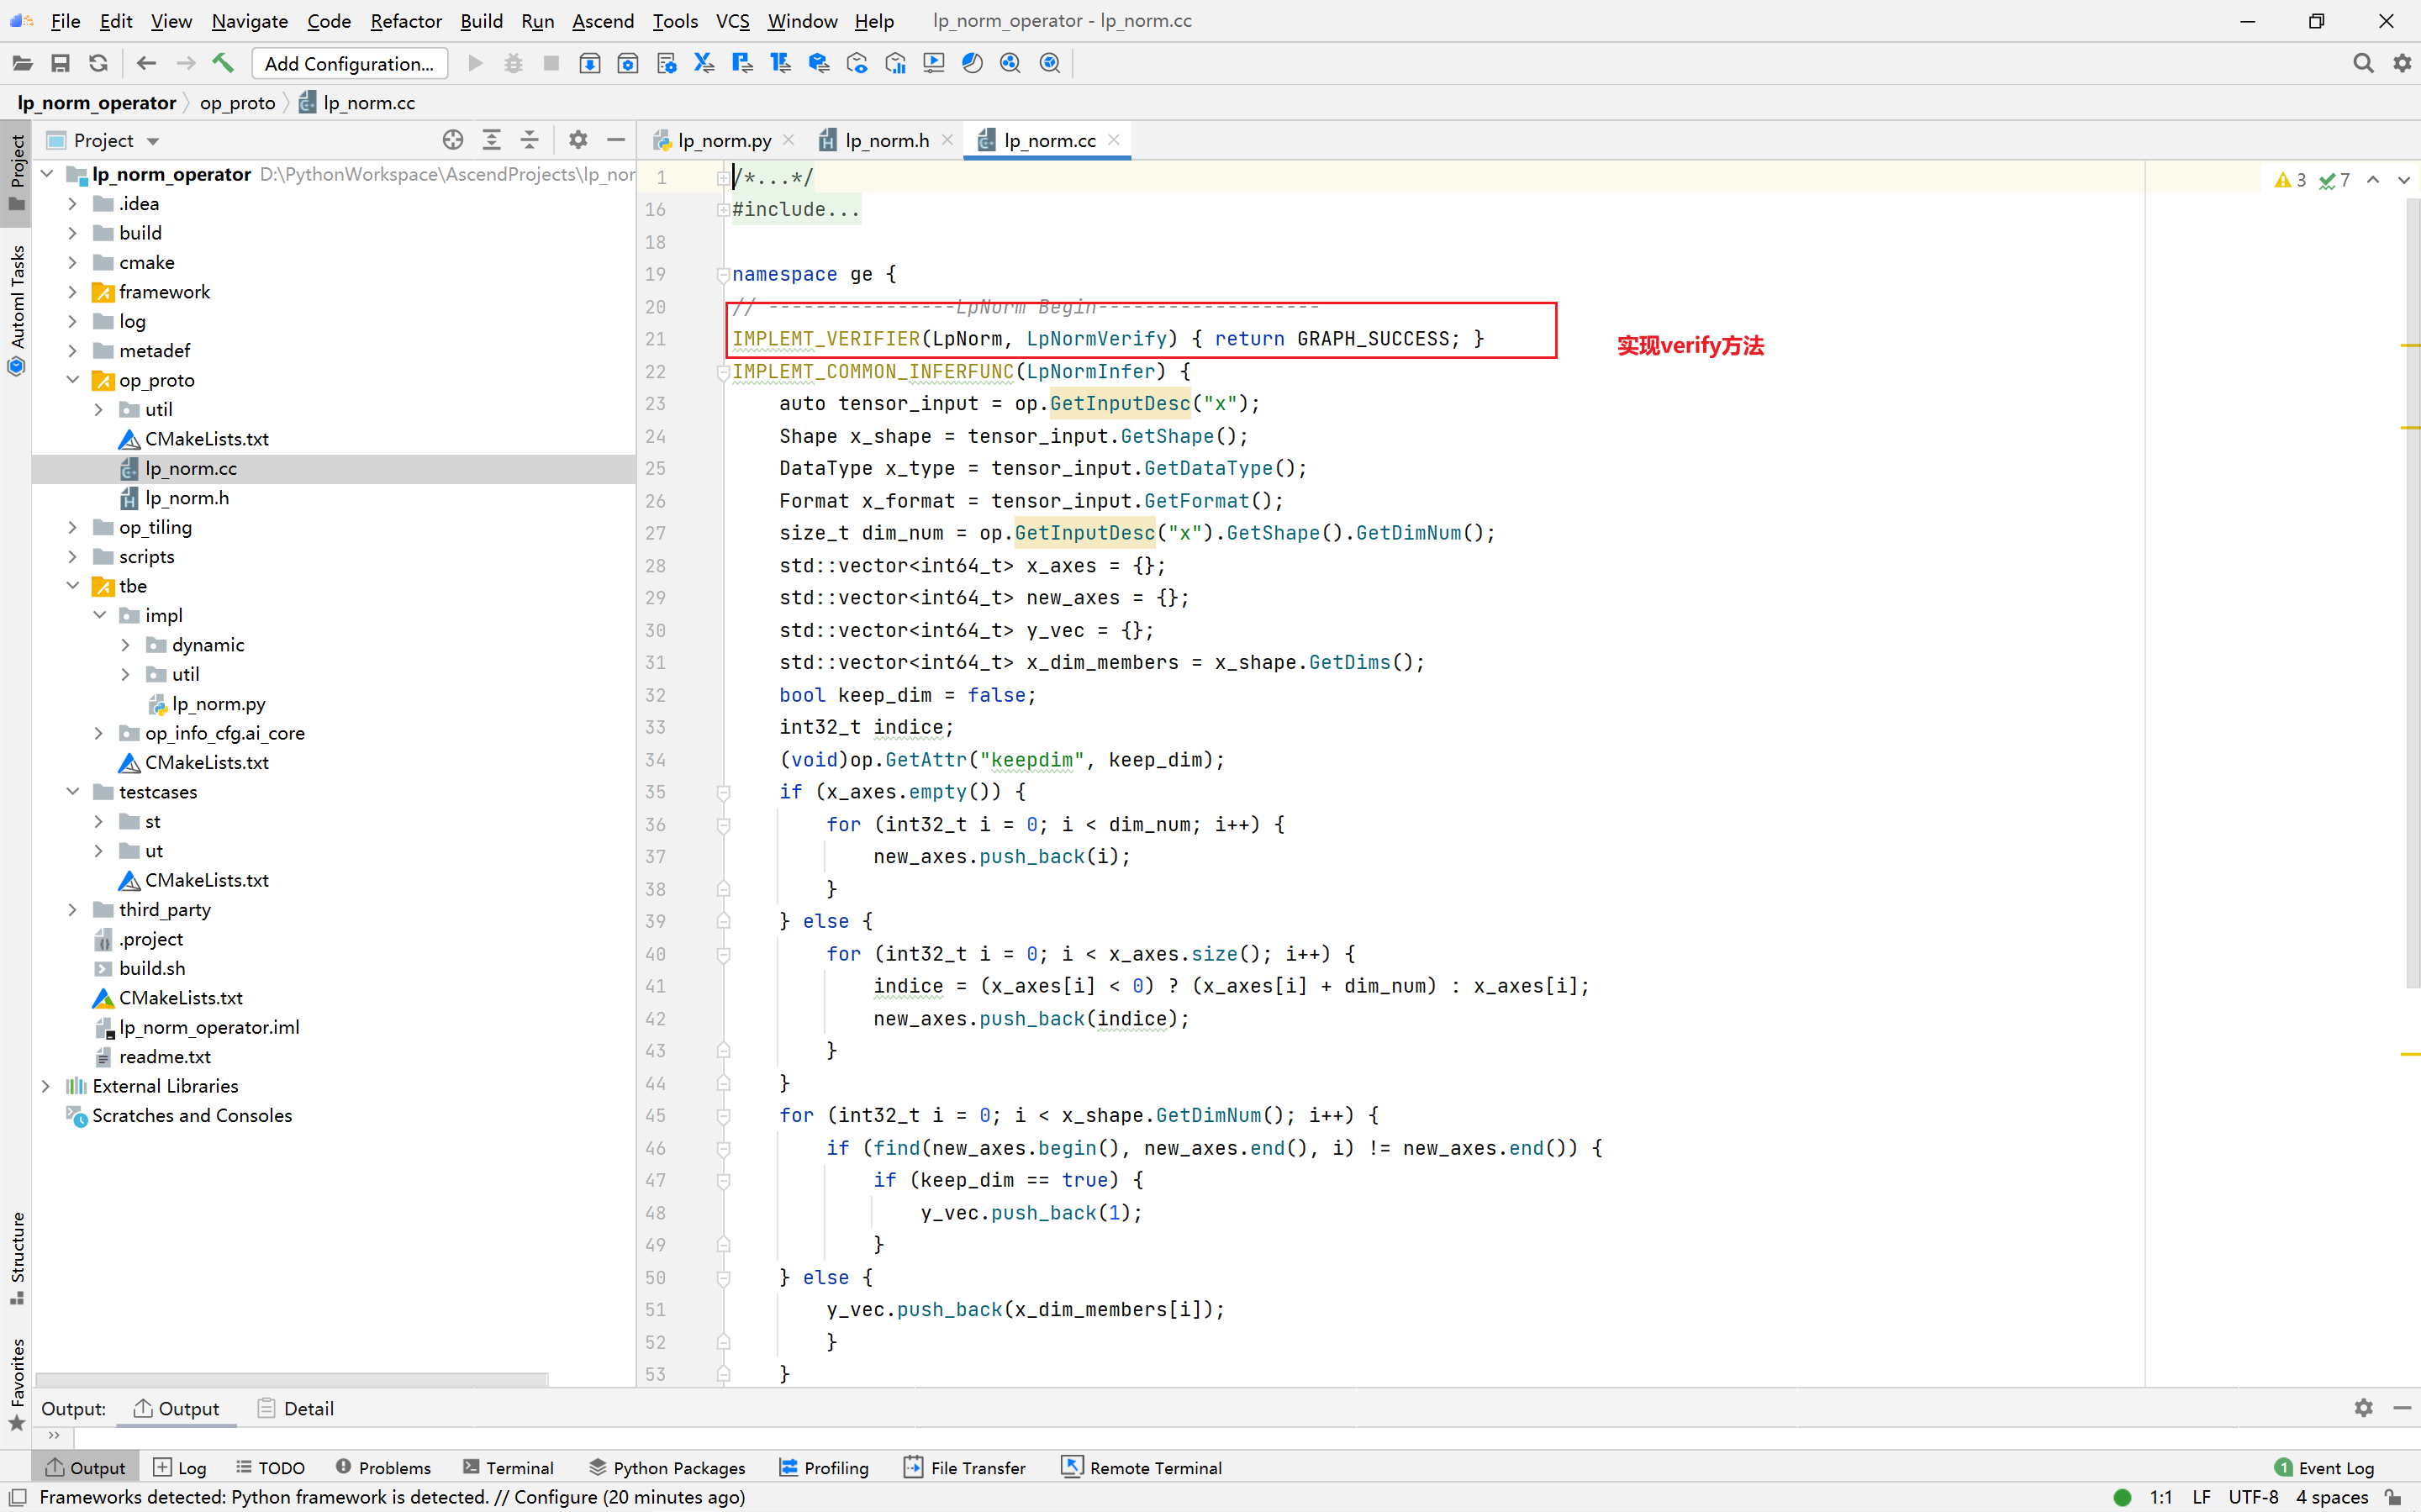 File Edit View Navigate Code Refactor Build Run Ascend Tools VCS Window Help lp_norm_operator - lp_norm.cc
Add Configuration...
lp_norm_operator op_proto lp_norm.cc
Project
lp_norm.py lp_norm.h lp_norm.cc
Project
Automl Tasks
Structure
Favorites
lp_norm_operator D:\PythonWorkspace\AscendProjects\lp_nor
.idea
build
cmake
framework
log
metadef
op_proto
util
CMakeLists.txt
lp_norm.cc
lp_norm.h
op_tiling
scripts
tbe
impl
dynamic
util
lp_norm.py
op_info_cfg.ai_core
CMakeLists.txt
testcases
st
ut
CMakeLists.txt
third_party
.project
build.sh
CMakeLists.txt
lp_norm_operator.iml
readme.txt
External Libraries
Scratches and Consoles
1 /*...*/
3 7
16 #include...
18
19 namespace ge {
20 // ----------------LpNorm Begin-------------------
21 IMPLEMT_VERIFIER(LpNorm, LpNormVerify) { return GRAPH_SUCCESS; }
实现verify方法
22 IMPLEMT_COMMON_INFERFUNC(LpNormInfer) {
23 auto tensor_input = op.GetInputDesc("x");
24 Shape x_shape = tensor_input.GetShape();
25 DataType x_type = tensor_input.GetDataType();
26 Format x_format = tensor_input.GetFormat();
27 size_t dim_num = op.GetInputDesc("x").GetShape().GetDimNum();
28 std::vector<int64_t> x_axes = {};
29 std::vector<int64_t> new_axes = {};
30 std::vector<int64_t> y_vec = {};
31 std::vector<int64_t> x_dim_members = x_shape.GetDims();
32 bool keep_dim = false;
33 int32_t indice;
34 (void)op.GetAttr("keepdim", keep_dim);
35 if (x_axes.empty()) {
36 for (int32_t i = 0; i < dim_num; i++) {
37 new_axes.push_back(i);
38 }
39 } else {
40 for (int32_t i = 0; i < x_axes.size(); i++) {
41 indice = (x_axes[i] < 0) ? (x_axes[i] + dim_num) : x_axes[i];
42 new_axes.push_back(indice);
43 }
44 }
45 for (int32_t i = 0; i < x_shape.GetDimNum(); i++) {
46 if (find(new_axes.begin(), new_axes.end(), i) != new_axes.end()) {
47 if (keep_dim == true) {
48 y_vec.push_back(1);
49 }
50 } else {
51 y_vec.push_back(x_dim_members[i]);
52 }
53 }
Output: Output Detail
Output Log TODO Problems Terminal Python Packages Profiling File Transfer Remote Terminal 1 Event Log
Frameworks detected: Python framework is detected. // Configure (20 minutes ago) 1:1 LF UTF-8 4 spaces